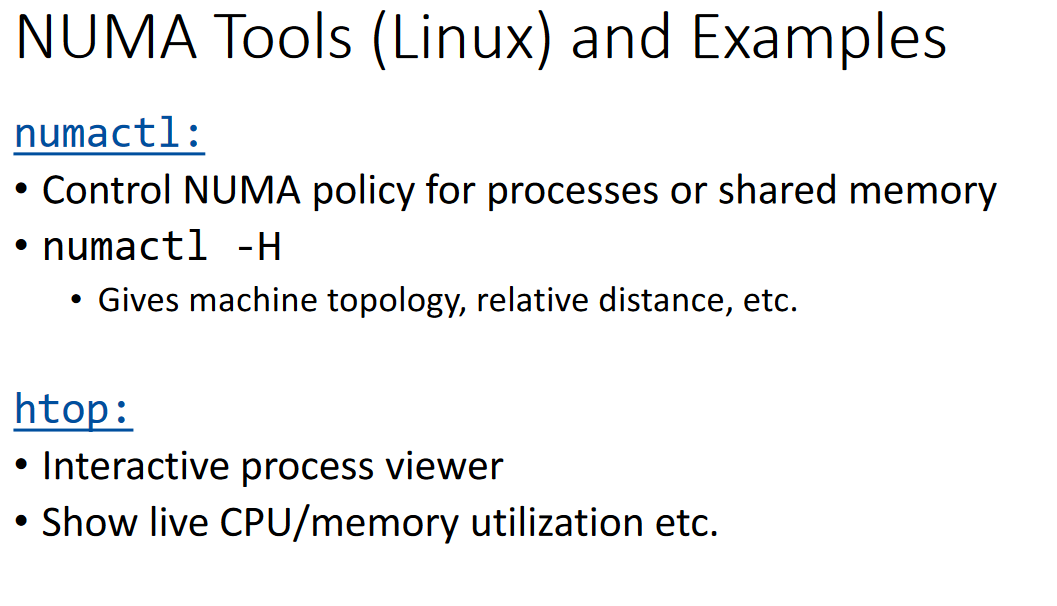 NUMA Tools (Linux) and Examples
numactl:
• Control NUMA policy for processes or shared memory
• numactl -H
• Gives machine topology, relative distance, etc.
htop:
• Interactive process viewer
• Show live CPU/memory utilization etc.